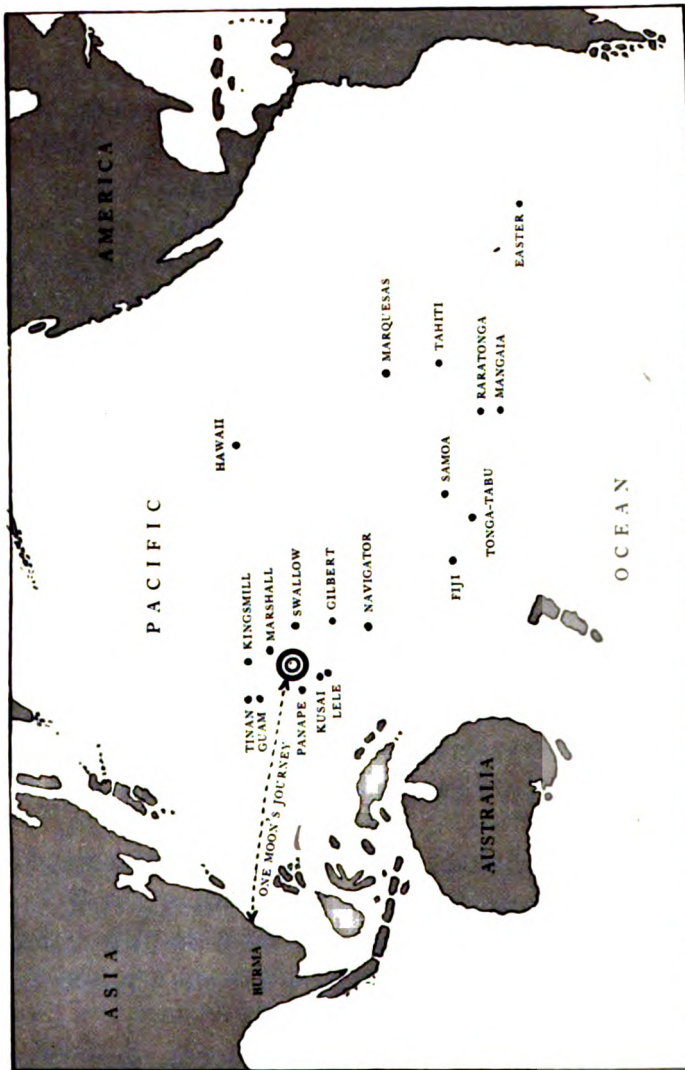 AMERICA
PACIFIC
HAWAII
MARQUESAS
TAHITI
EASTER
RARATONGA
MANGAIA
SAMOA
TONGA-TABU
FIJI
OCEAN
KINGSMILL
MARSHALL
SWALLOW
GILBERT
NAVIGATOR
TINAN
GUAM
PANAPE
KUSAI
LELE
ONE MOON'S JOURNEY
ASIA
BURMA
AUSTRALIA